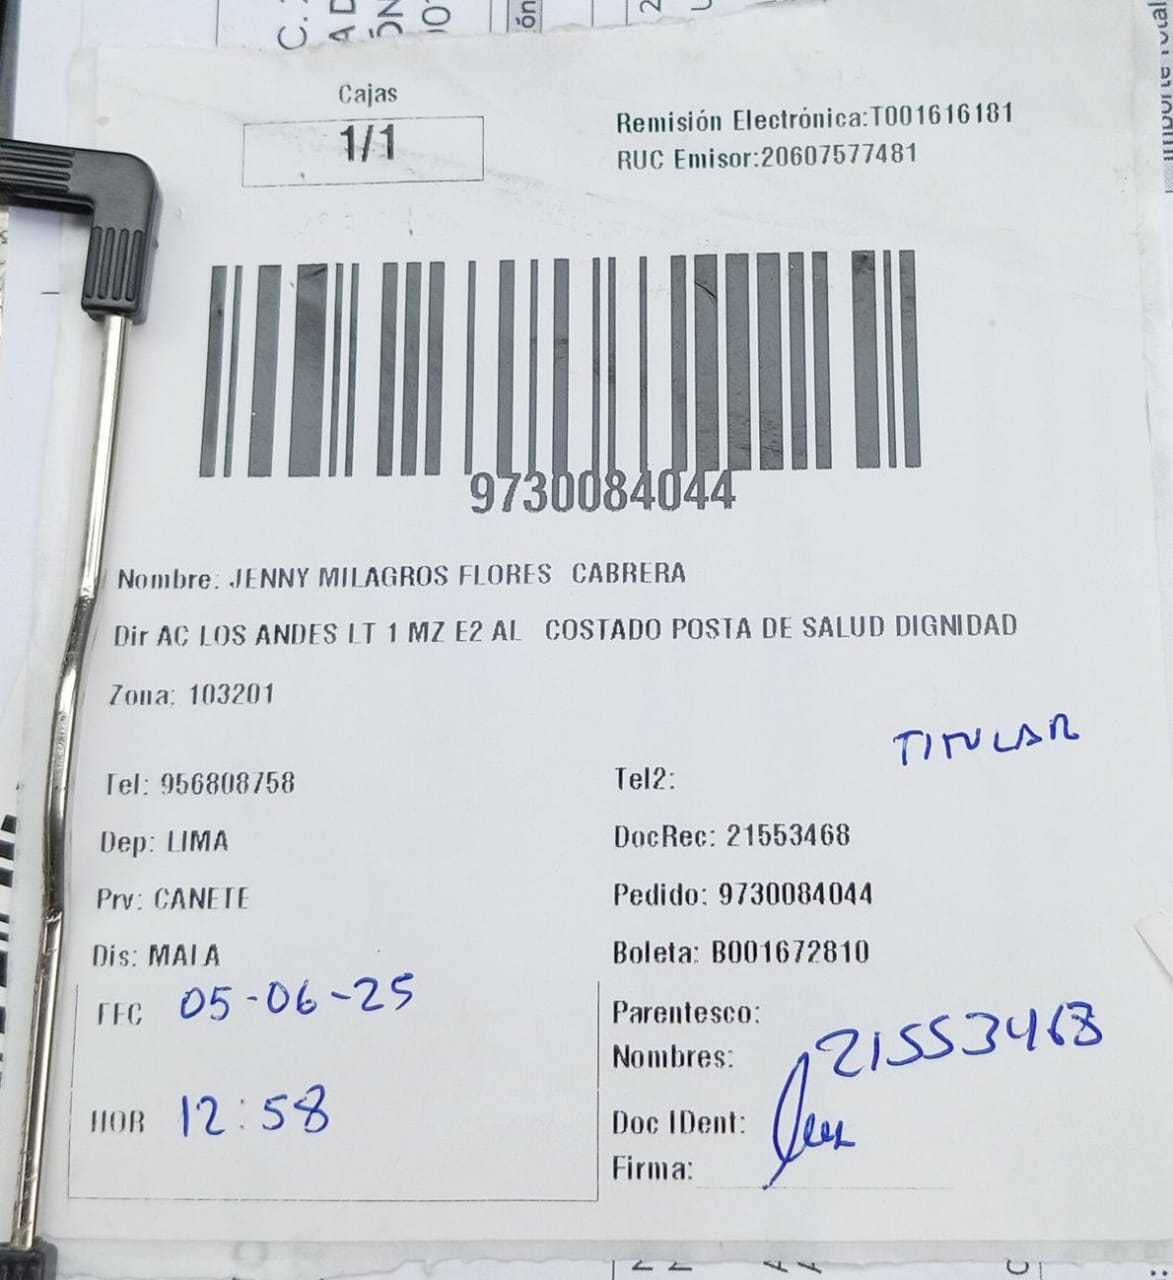 Cajas
1/1
Remisión Electrónica:T001616181
RUC Emisor:20607577481
9730084044
Nombre: JENNY MILAGROS FLORES CABRERA
Dir AC LOS ANDES LT 1 MZ E2 AL COSTADO POSTA DE SALUD DIGNIDAD
Zona: 103201
TITULAR
Tel: 956808758
Tel2:
Dep: LIMA
DocRec: 21553468
Prv: CANETE
Pedido: 9730084044
Dis: MALA
Boleta: B001672810
FEC 05-06-25
Parentesco:
Nombres: 21553468
HOR 12:58
Doc IDent:
Firma: